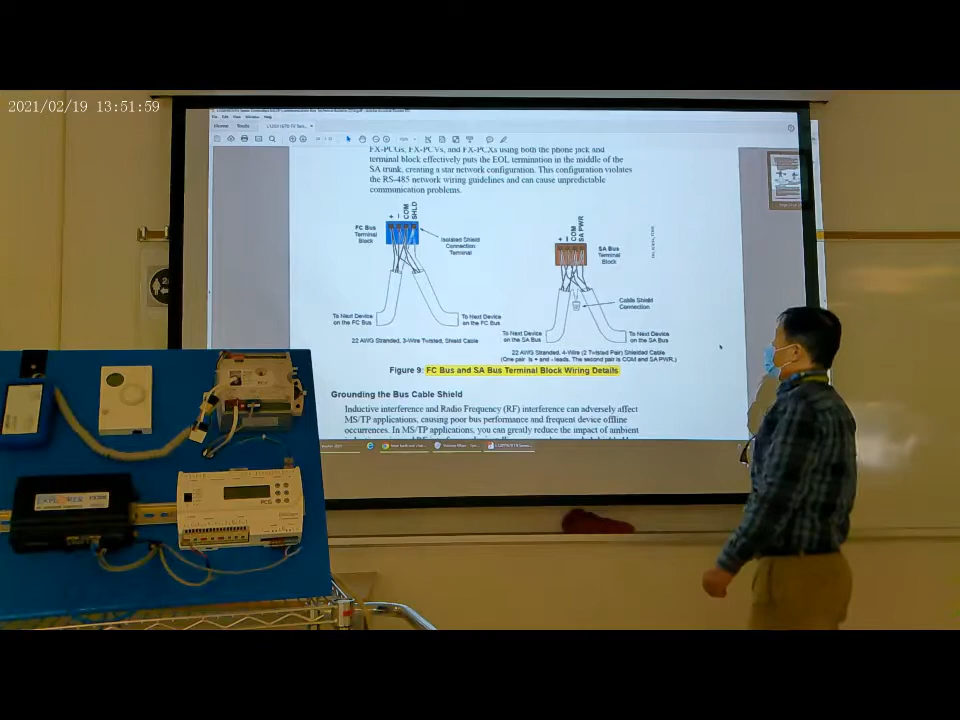 2021/02/19 13:51:59
Home Tools
FX-PCGs, FX-PCVs, and FX-PCXs using both the phone jack and
terminal block effectively puts the EOL termination in the middle of the
SA trunk, creating a star network configuration. This configuration violates
the RS-485 network wiring guidelines and can cause unpredictable
communication problems.
+ – COM SHLD
FC Bus
Terminal
Block
Isolated Shield
Connection
Terminal
+ – COM SA PWR
SA Bus
Terminal
Block
Cable Shield
Connection
To Next Device
on the FC Bus
To Next Device
on the FC Bus
To Next Device
on the SA Bus
To Next Device
on the SA Bus
22 AWG Stranded, 3-Wire Twisted, Shield Cable
22 AWG Stranded, 4-Wire (2 Twisted Pair) Shielded Cable
(One pair is + and - leads. The second pair is COM and SA PWR.)
Figure 9: FC Bus and SA Bus Terminal Block Wiring Details
Grounding the Bus Cable Shield
Inductive interference and Radio Frequency (RF) interference can adversely affect
MS/TP applications, causing poor bus performance and frequent device offline
occurrences. In MS/TP applications, you can greatly reduce the impact of ambient
PCG